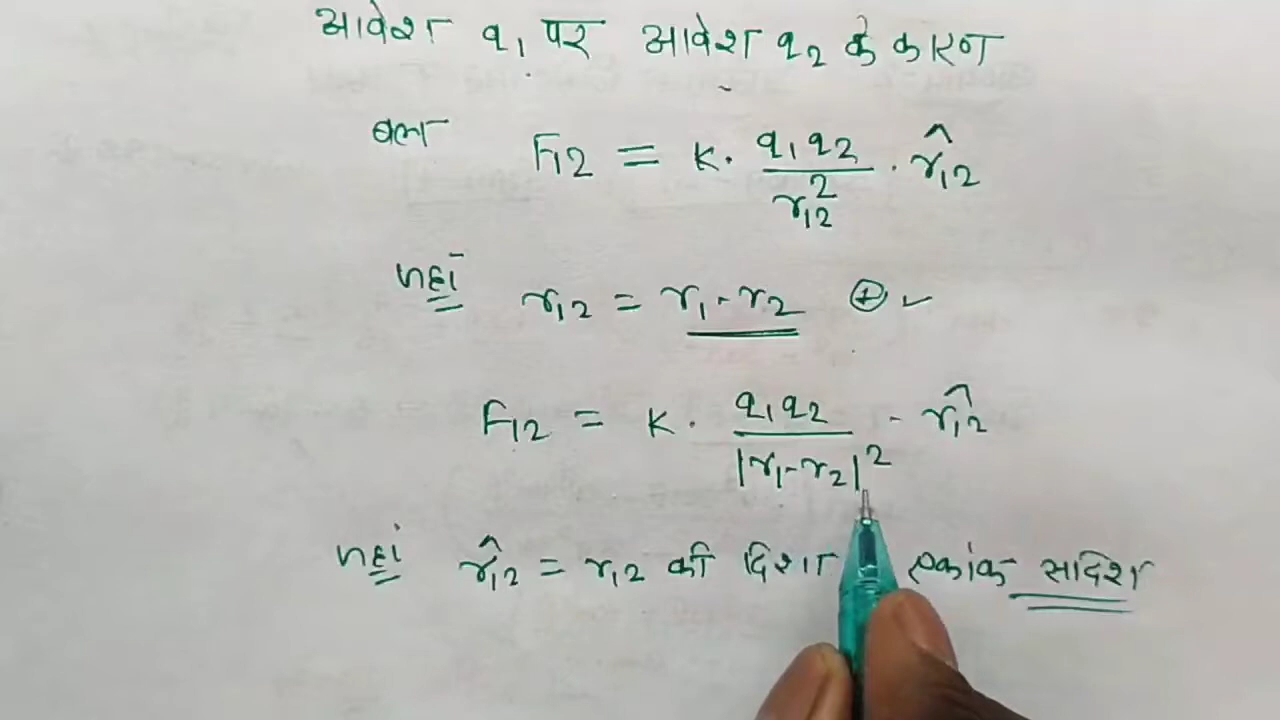 आवेश q₁ पर आवेश q₂ के कारण
बल F₁₂ = K. q₁q₂ / r₁₂² . r̂₁₂
जहां r₁₂ = r₁ - r₂ ⊕ ✓
F₁₂ = K. q₁q₂ / |r₁-r₂|² - r̂₁₂
जहां r̂₁₂ = r₁₂ की दिशा एकांक सदिश